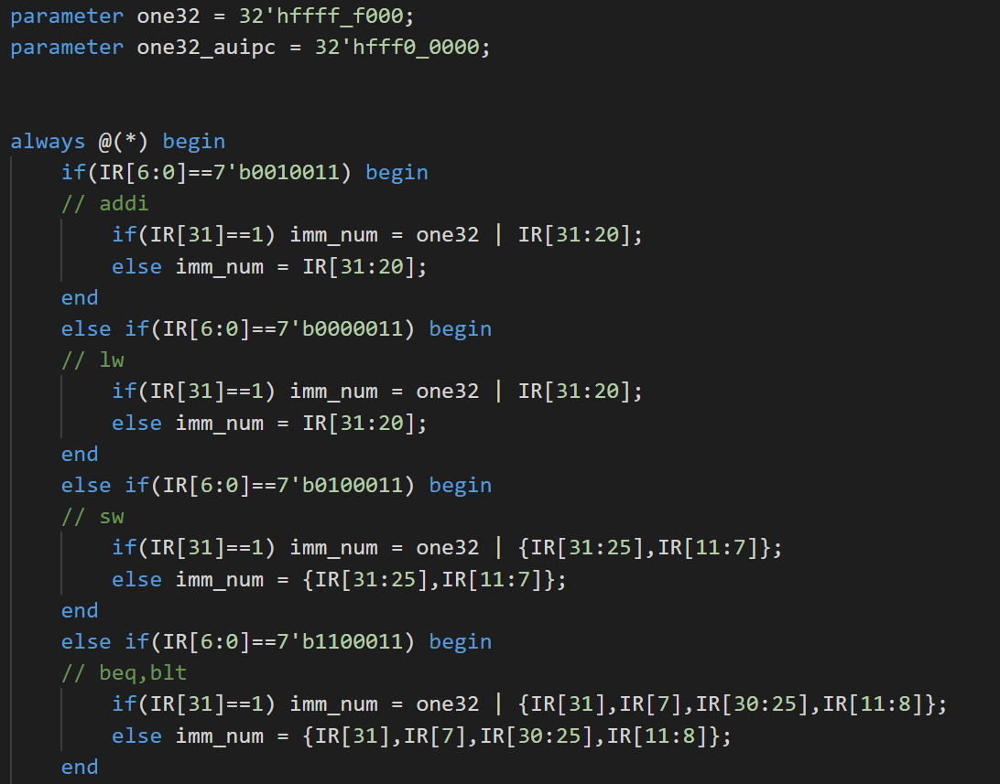 parameter one32 = 32'hffff_f000;
parameter one32_auipc = 32'hfff0_0000;
always @(*) begin
    if(IR[6:0]==7'b0010011) begin
    // addi
        if(IR[31]==1) imm_num = one32 | IR[31:20];
        else imm_num = IR[31:20];
    end
    else if(IR[6:0]==7'b0000011) begin
    // lw
        if(IR[31]==1) imm_num = one32 | IR[31:20];
        else imm_num = IR[31:20];
    end
    else if(IR[6:0]==7'b0100011) begin
    // sw
        if(IR[31]==1) imm_num = one32 | {IR[31:25],IR[11:7]};
        else imm_num = {IR[31:25],IR[11:7]};
    end
    else if(IR[6:0]==7'b1100011) begin
    // beq,blt
        if(IR[31]==1) imm_num = one32 | {IR[31],IR[7],IR[30:25],IR[11:8]};
        else imm_num = {IR[31],IR[7],IR[30:25],IR[11:8]};
    end